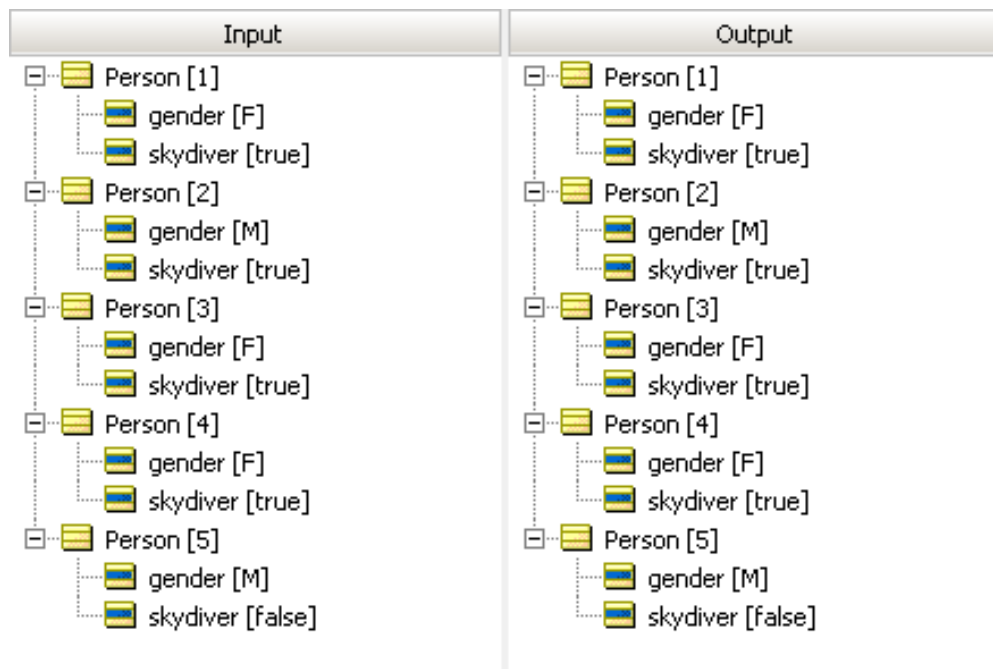 Input
Person [1]
gender [F]
skydiver [true]
Person [2]
gender [M]
skydiver [true]
Person [3]
gender [F]
skydiver [true]
Person [4]
gender [F]
skydiver [true]
Person [5]
gender [M]
skydiver [false]
Output
Person [1]
gender [F]
skydiver [true]
Person [2]
gender [M]
skydiver [true]
Person [3]
gender [F]
skydiver [true]
Person [4]
gender [F]
skydiver [true]
Person [5]
gender [M]
skydiver [false]